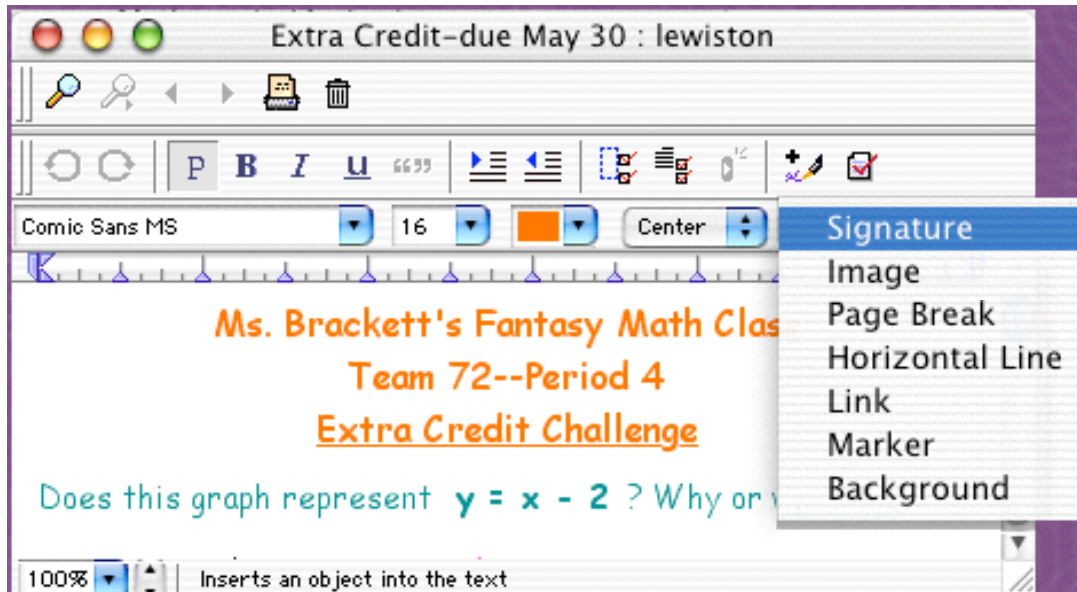 Extra Credit-due May 30 : lewiston
P B I U “”
Comic Sans MS 16 Center
Signature
Image
Page Break
Horizontal Line
Link
Marker
Background
Ms. Brackett's Fantasy Math Clas
Team 72--Period 4
Extra Credit Challenge
Does this graph represent y = x - 2 ? Why or
100% Inserts an object into the text